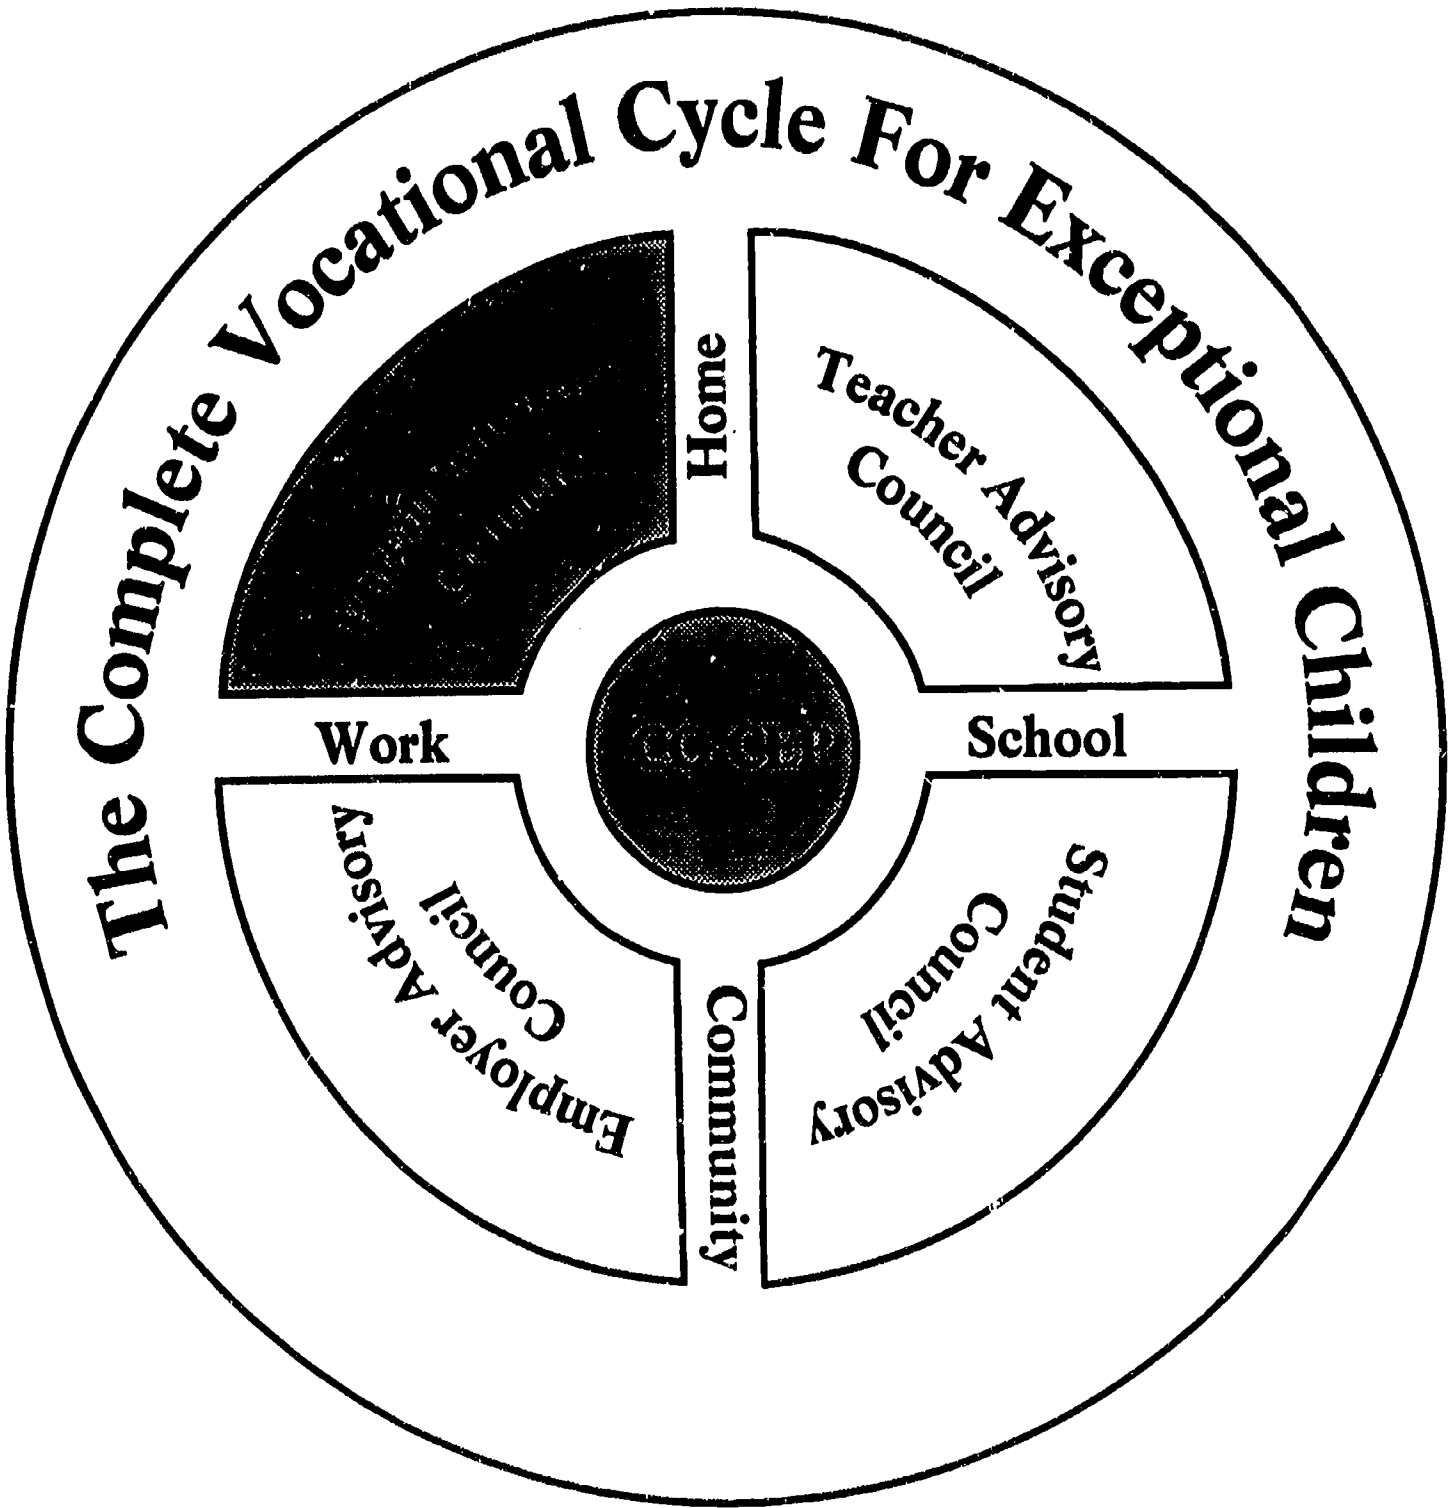 The Complete Vocational Cycle For Exceptional Children
Home
Teacher Advisory
Council
Work
School
Employer Advisory
Council
Community
Student Advisory
Council